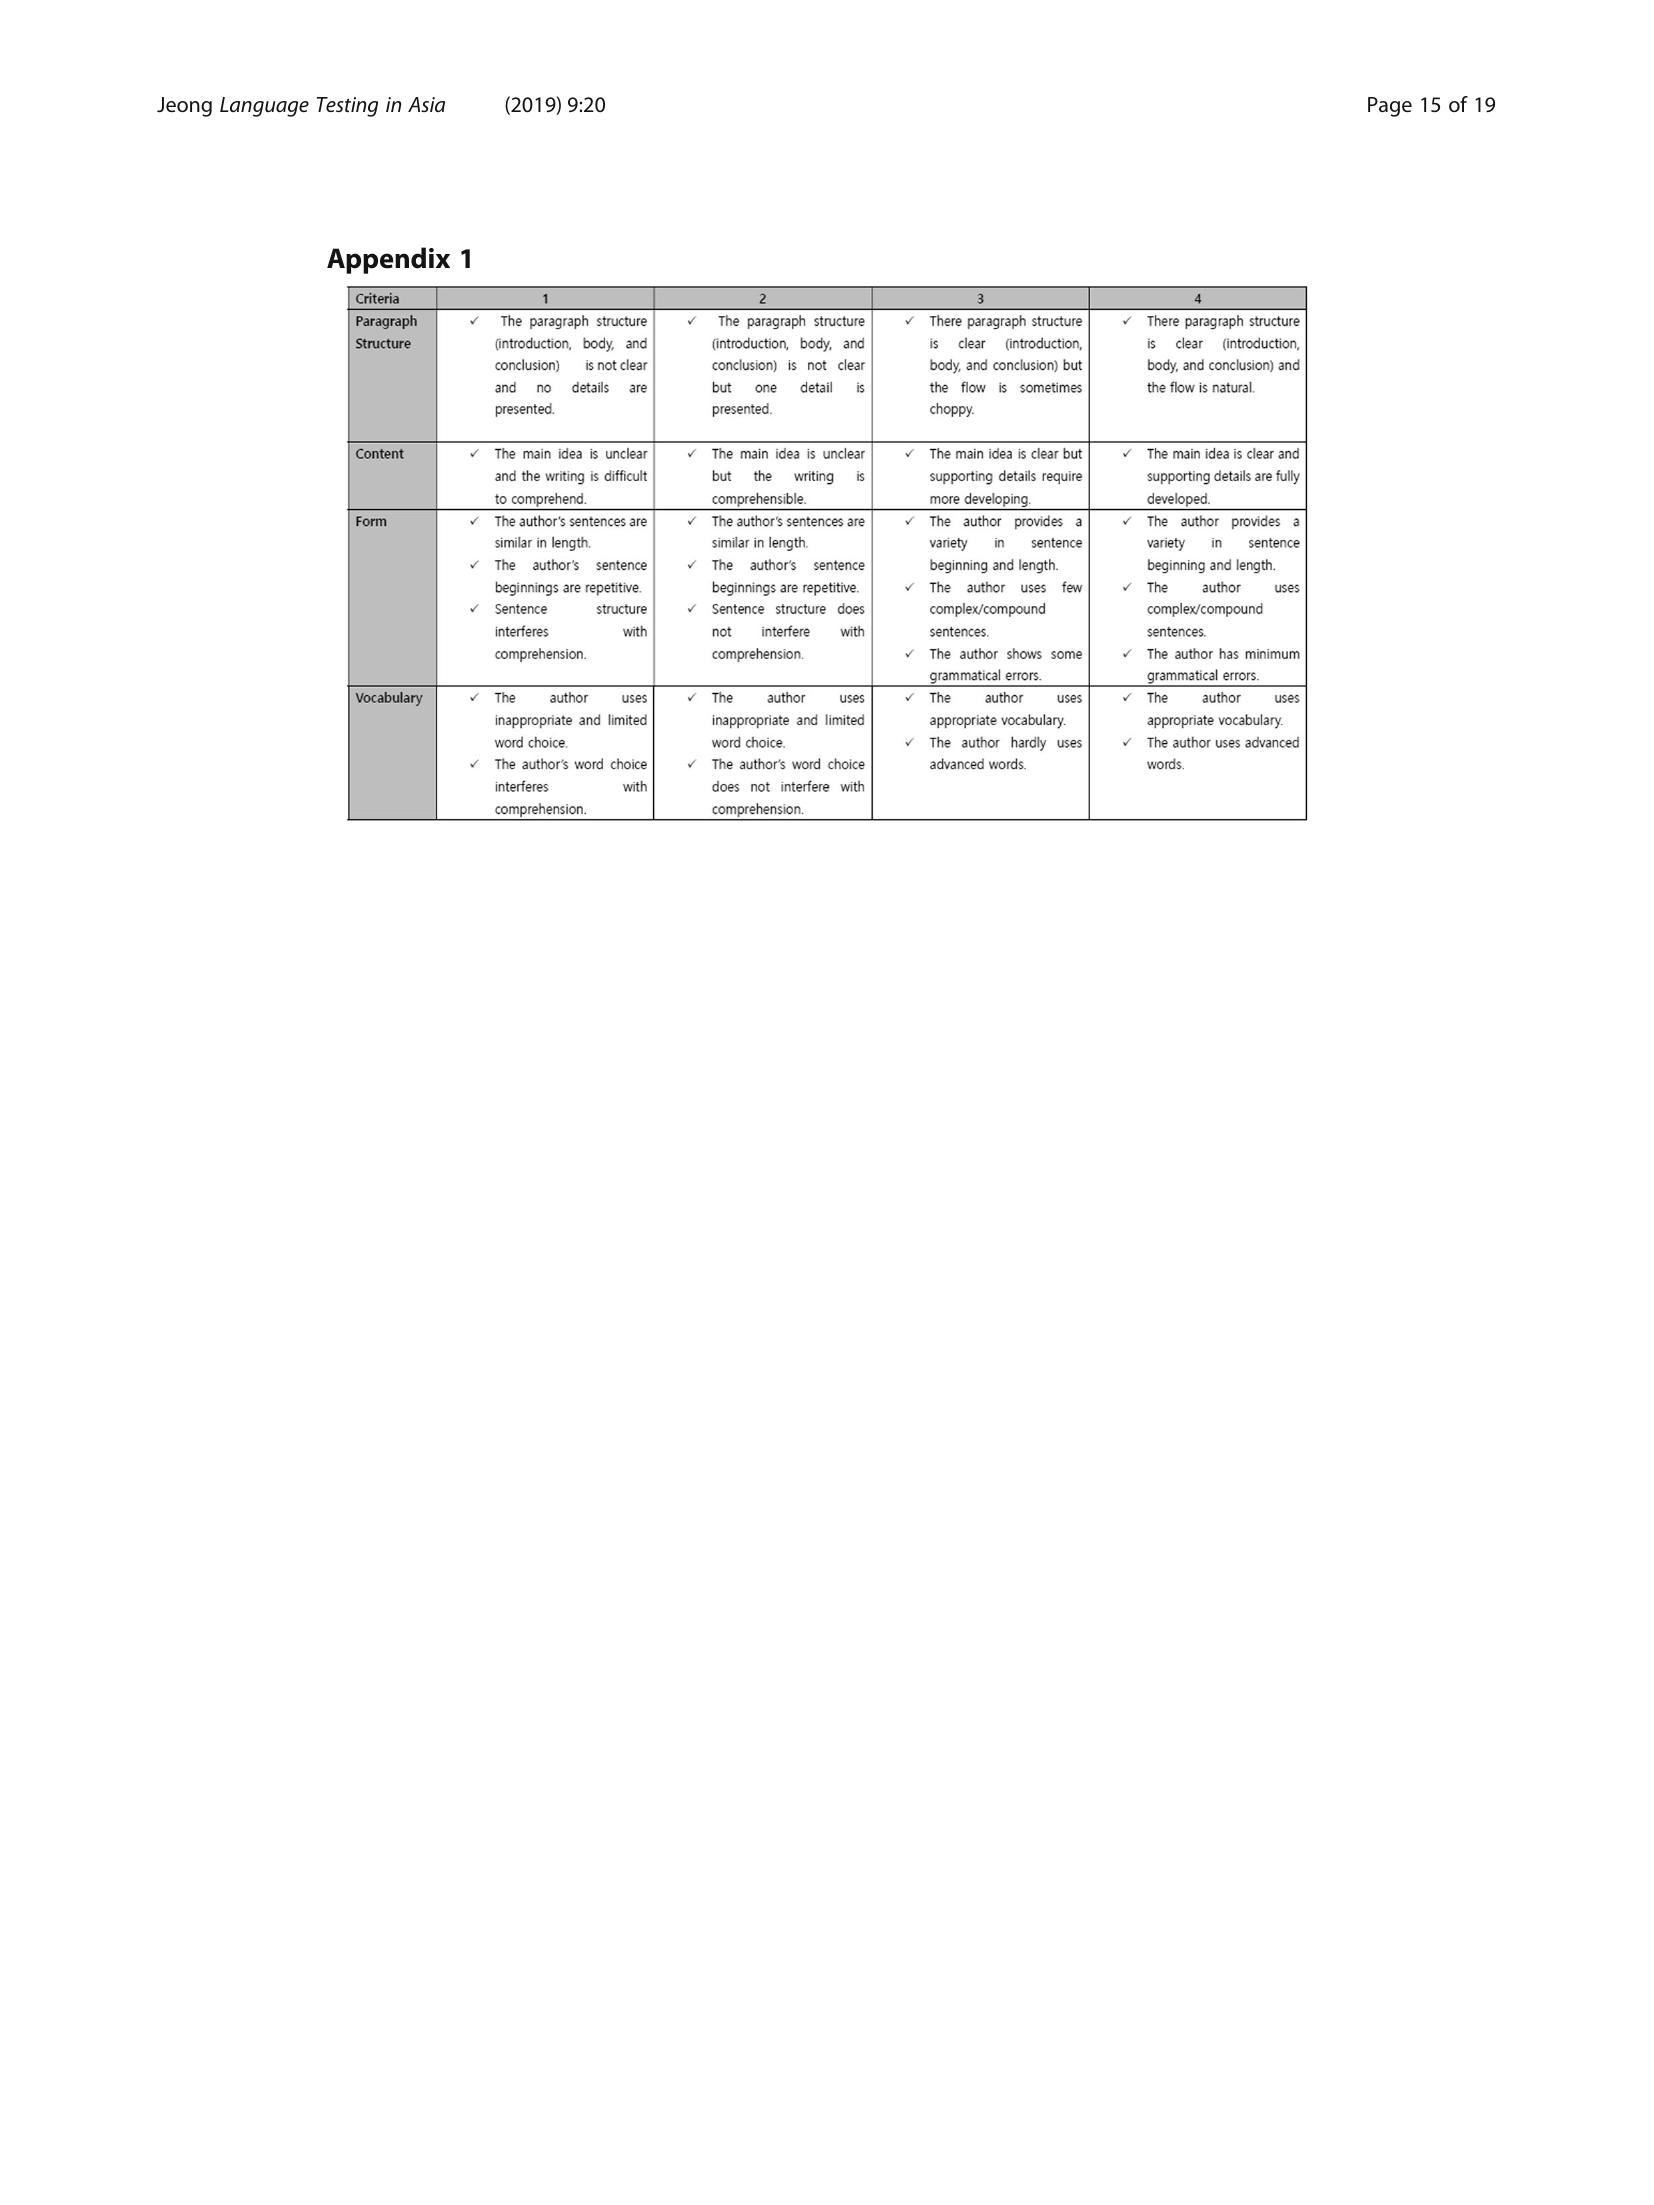 Jeong Language Testing in Asia (2019) 9:20 Page 15 of 19
Appendix 1
Criteria 1 2 3 4
Paragraph Structure
✓ The paragraph structure
(introduction, body, and
conclusion) is not clear
and no details are
presented.
✓ The paragraph structure
(introduction, body, and
conclusion) is not clear
but one detail is
presented.
✓ There paragraph structure
is clear (introduction,
body, and conclusion) but
the flow is sometimes
choppy.
✓ There paragraph structure
is clear (introduction,
body, and conclusion) and
the flow is natural.
Content
✓ The main idea is unclear
and the writing is difficult
to comprehend.
✓ The main idea is unclear
but the writing is
comprehensible.
✓ The main idea is clear but
supporting details require
more developing.
✓ The main idea is clear and
supporting details are fully
developed.
Form
✓ The author's sentences are
similar in length.
✓ The author's sentence
beginnings are repetitive.
✓ Sentence structure
interferes with
comprehension.
✓ The author's sentences are
similar in length.
✓ The author's sentence
beginnings are repetitive.
✓ Sentence structure does
not interfere with
comprehension.
✓ The author provides a
variety in sentence
beginning and length.
✓ The author uses few
complex/compound
sentences.
✓ The author shows some
grammatical errors.
✓ The author provides a
variety in sentence
beginning and length.
✓ The author uses
complex/compound
sentences.
✓ The author has minimum
grammatical errors.
Vocabulary
✓ The author uses
inappropriate and limited
word choice.
✓ The author's word choice
interferes with
comprehension.
✓ The author uses
inappropriate and limited
word choice.
✓ The author's word choice
does not interfere with
comprehension.
✓ The author uses
appropriate vocabulary.
✓ The author hardly uses
advanced words.
✓ The author uses
appropriate vocabulary.
✓ The author uses advanced
words.